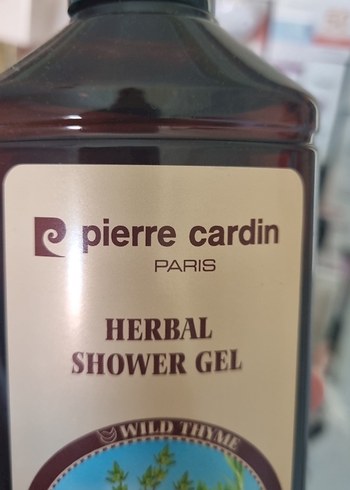 pierre cardin
PARIS
HERBAL
SHOWER GEL
WILD THYME